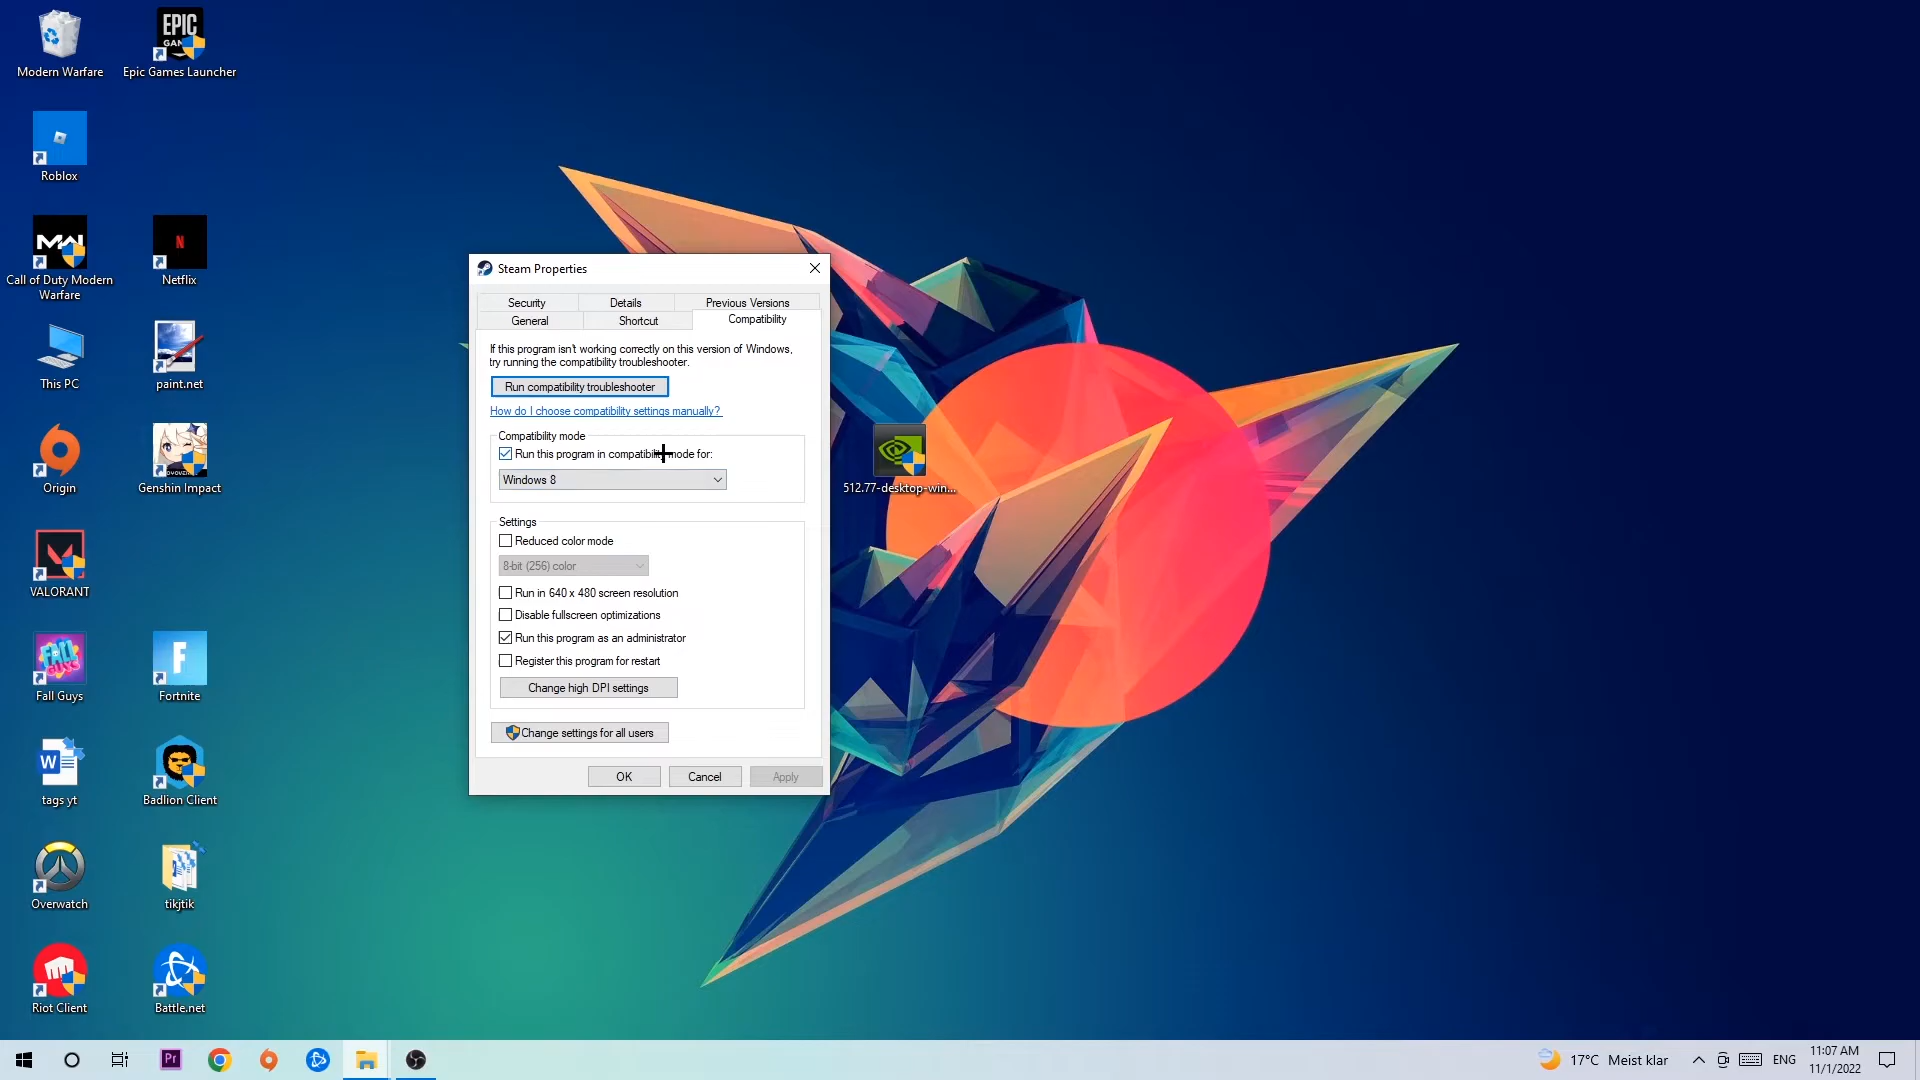 Modern Warfare
EPIC
GAMES
Epic Games Launcher
Roblox
MW
Call of Duty Modern
Warfare
N
Netflix
This PC
paint.net
Origin
Genshin Impact
VALORANT
FALL
guys
Fall Guys
F
Fortnite
W
tags yt
Badlion Client
Overwatch
tikjtik
Riot Client
Battle.net
Steam Properties
Security
Details
Previous Versions
General
Shortcut
Compatibility
If this program isn't working correctly on this version of Windows,
try running the compatibility troubleshooter.
Run compatibility troubleshooter
How do I choose compatibility settings manually?
Compatibility mode
Run this program in compatibility mode for:
Windows 8
Settings
Reduced color mode
8-bit (256) color
Run in 640 x 480 screen resolution
Disable fullscreen optimizations
Run this program as an administrator
Register this program for restart
Change high DPI settings
Change settings for all users
OK
Cancel
Apply
512.77-desktop-win...
Pr
17°C Meist klar
ENG
11:07 AM
11/1/2022